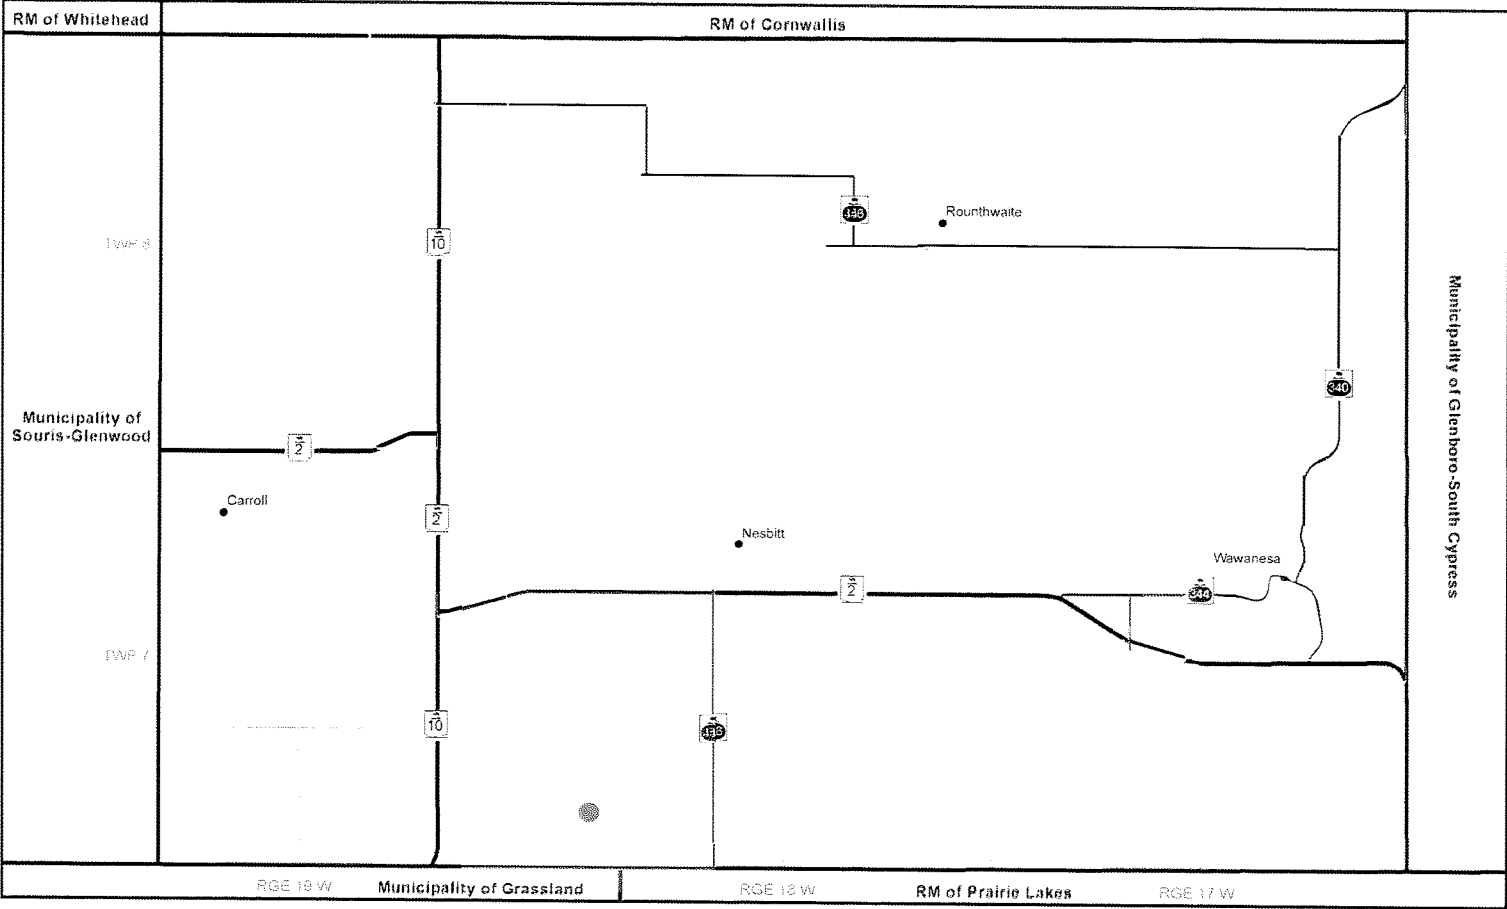 RM of Whitehead
RM of Cornwallis
Rounthwaite
TWP 8
10
340
Municipality of Glenboro-South Cypress
Municipality of
Souris-Glenwood
2
Carroll
2
Nesbitt
Wawanesa
2
344
TWP 7
10
RGE 19 W
Municipality of Grassland
RGE 18 W
RM of Prairie Lakes
RGE 17 W